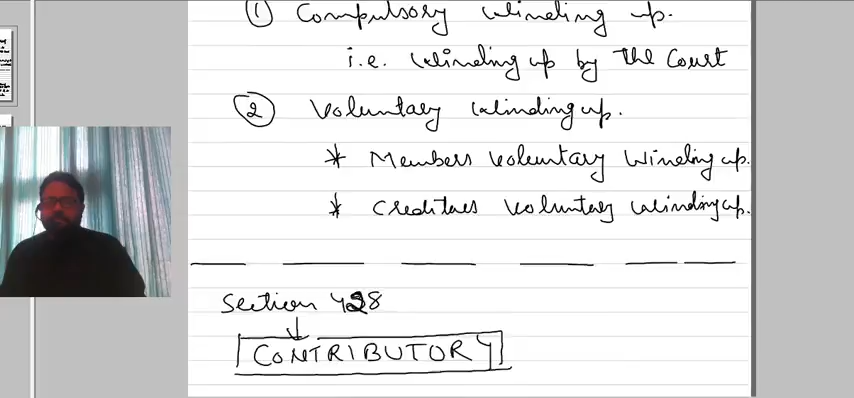 ① Compulsory Winding up.
i.e. Winding up by the Court
② Voluntary Winding up.
* Members Voluntary Winding up.
* Creditors Voluntary Winding up.
Section 428
CONTRIBUTORY